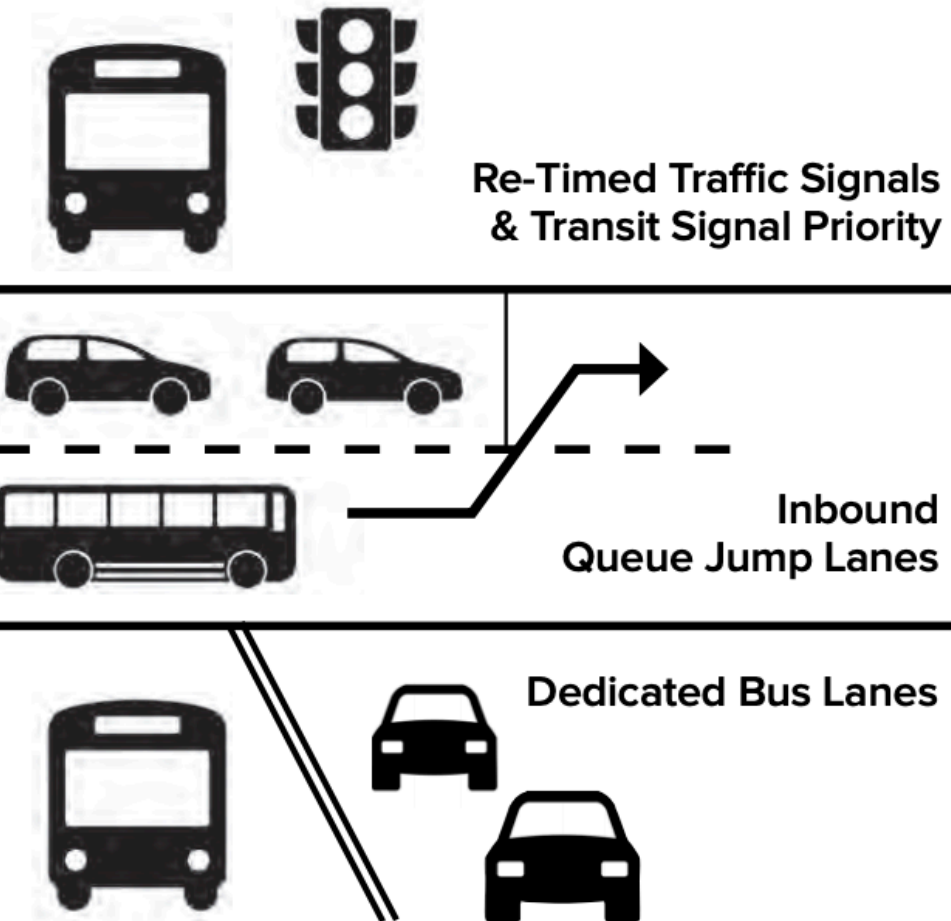 Re-Timed Traffic Signals
& Transit Signal Priority
Inbound
Queue Jump Lanes
Dedicated Bus Lanes